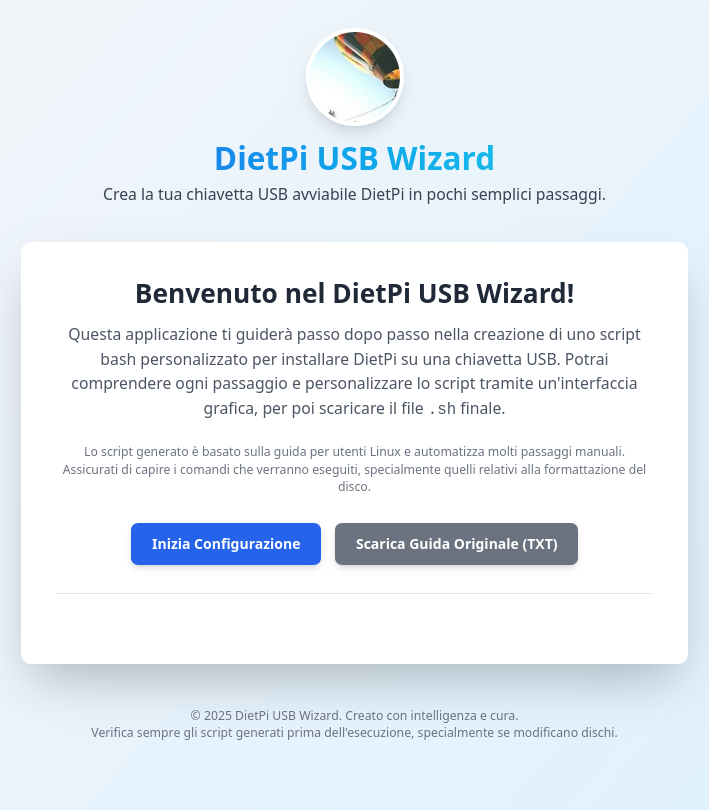 DietPi USB Wizard
Crea la tua chiavetta USB avviabile DietPi in pochi semplici passaggi.
Benvenuto nel DietPi USB Wizard!
Questa applicazione ti guiderà passo dopo passo nella creazione di uno script
bash personalizzato per installare DietPi su una chiavetta USB. Potrai
comprendere ogni passaggio e personalizzare lo script tramite un'interfaccia
grafica, per poi scaricare il file .sh finale.
Lo script generato è basato sulla guida per utenti Linux e automatizza molti passaggi manuali.
Assicurati di capire i comandi che verranno eseguiti, specialmente quelli relativi alla formattazione del
disco.
Inizia Configurazione
Scarica Guida Originale (TXT)
© 2025 DietPi USB Wizard. Creato con intelligenza e cura.
Verifica sempre gli script generati prima dell'esecuzione, specialmente se modificano dischi.